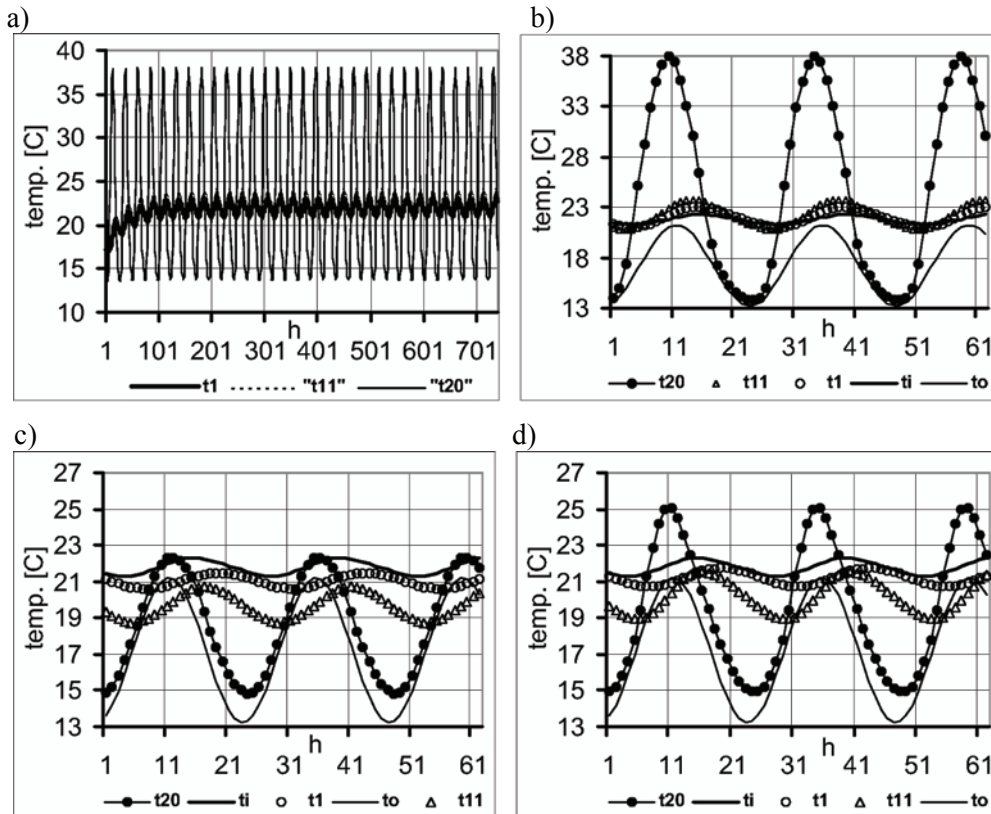 a)
40
35
30
25
20
15
10
temp. [C]
h
1 101 201 301 401 501 601 701
t1 "t11" "t20"
b)
38
33
28
23
18
13
temp. [C]
h
1 11 21 31 41 51 61
t20 t11 t1 ti to
c)
27
25
23
21
19
17
15
13
temp. [C]
h
1 11 21 31 41 51 61
t20 ti t1 to t11
d)
27
25
23
21
19
17
15
13
temp. [C]
h
1 11 21 31 41 51 61
t20 ti t1 to t11